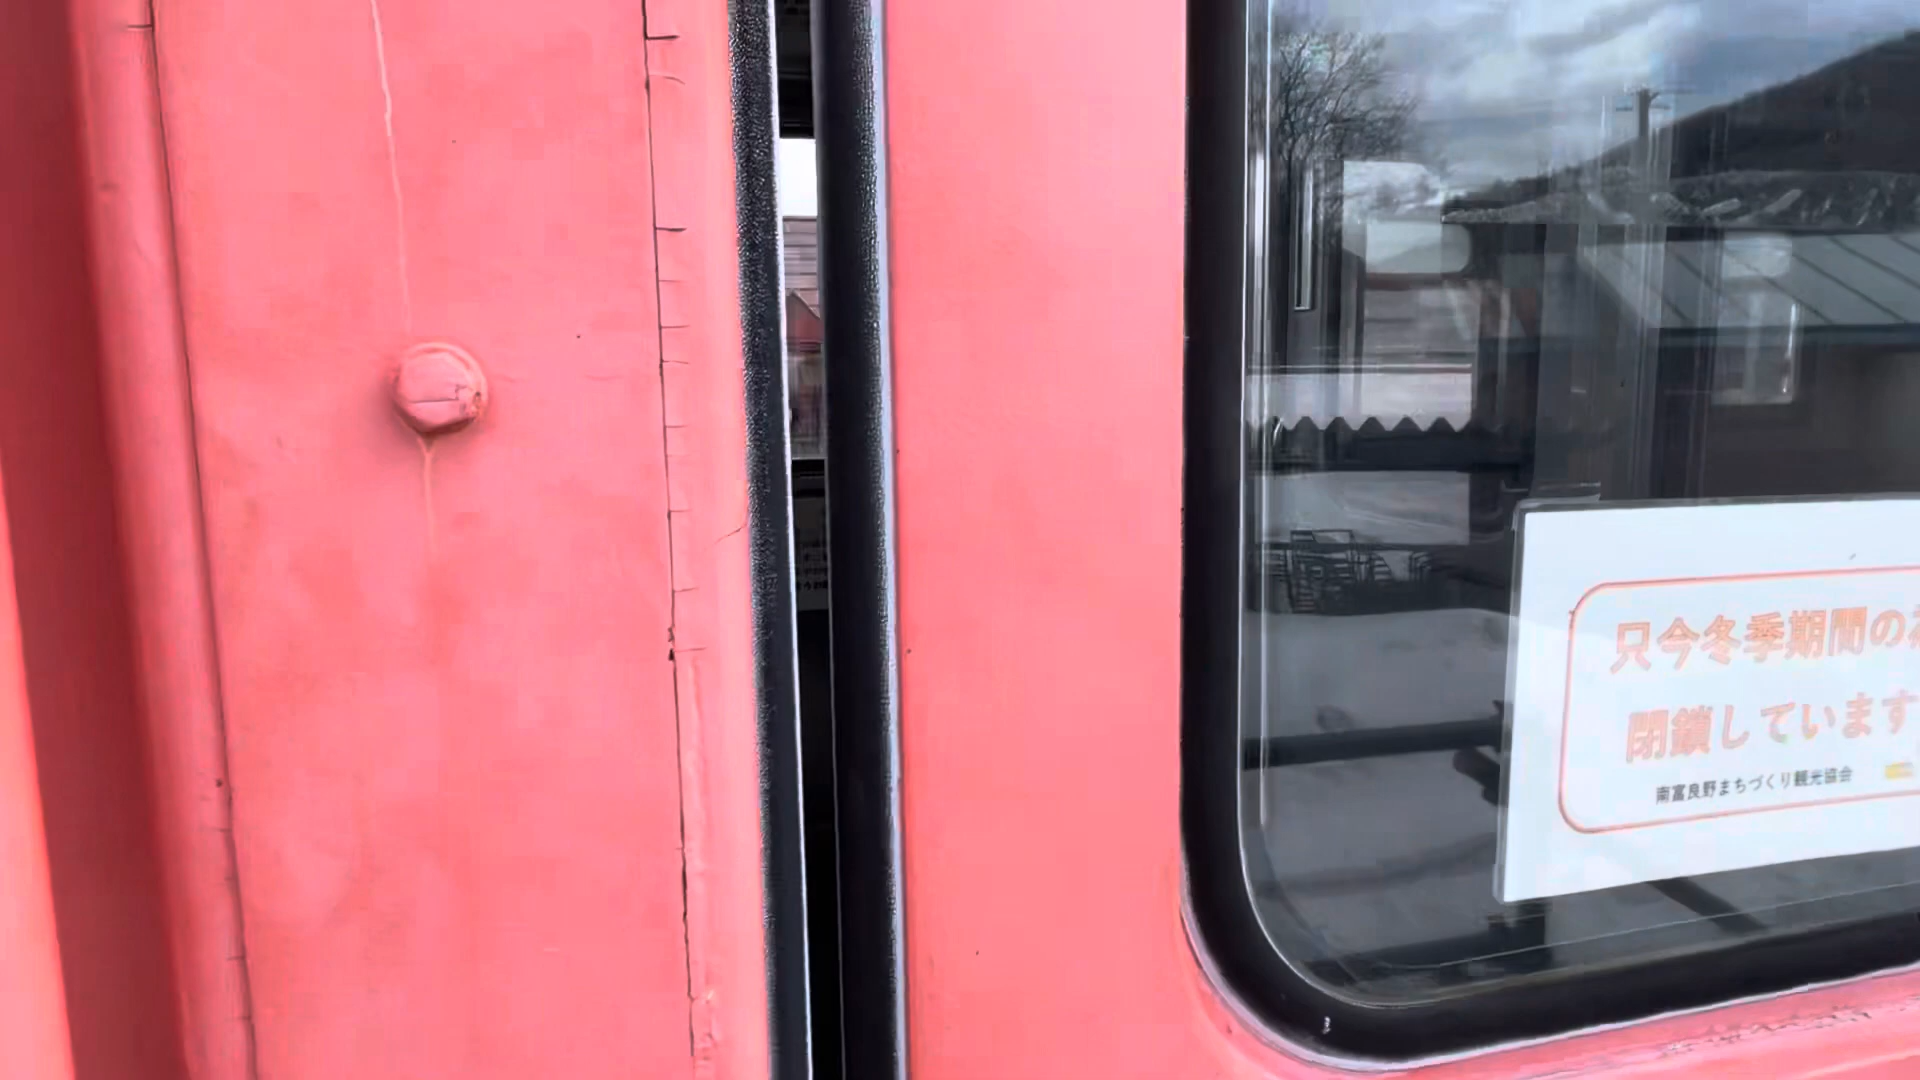 只今冬季期間の為
閉鎖しています
南富良野まちづくり観光協会